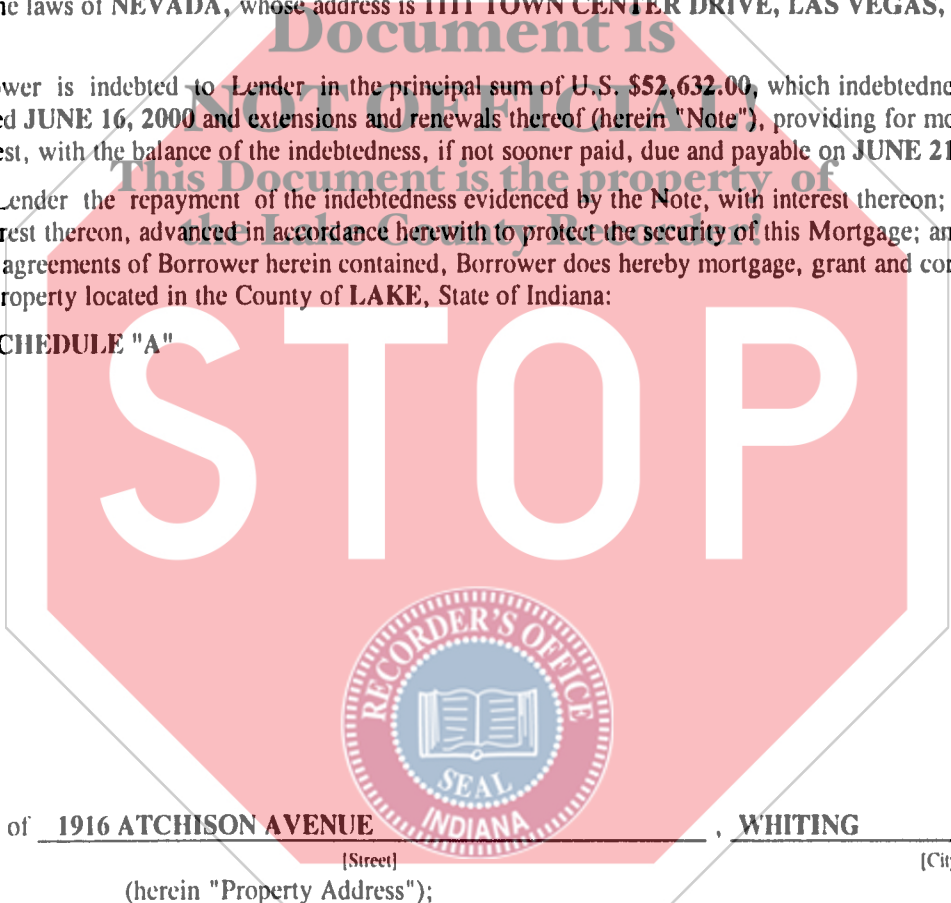 he laws of NEVADA, whose address is 1111 TOWN CENTER DRIVE, LAS VEGAS,
Document is
wer is indebted to Lender in the principal sum of U.S. $52,632.00, which indebtedne
NOT OFFICIAL
ed JUNE 16, 2000 and extensions and renewals thereof (herein "Note"), providing for mo
est, with the balance of the indebtedness, if not sooner paid, due and payable on JUNE 21
This Document is the property of
Lender the repayment of the indebtedness evidenced by the Note, with interest thereon;
rest thereon, advanced in accordance herewith to protect the security of this Mortgage; an
the Lake County Recorder!
agreements of Borrower herein contained, Borrower does hereby mortgage, grant and con
roperty located in the County of LAKE, State of Indiana:
CHEDULE "A"
STOP
RECORDER'S OFFICE
SEAL
INDIANA
of 1916 ATCHISON AVENUE , WHITING
[Street] [Cit
(herein "Property Address");